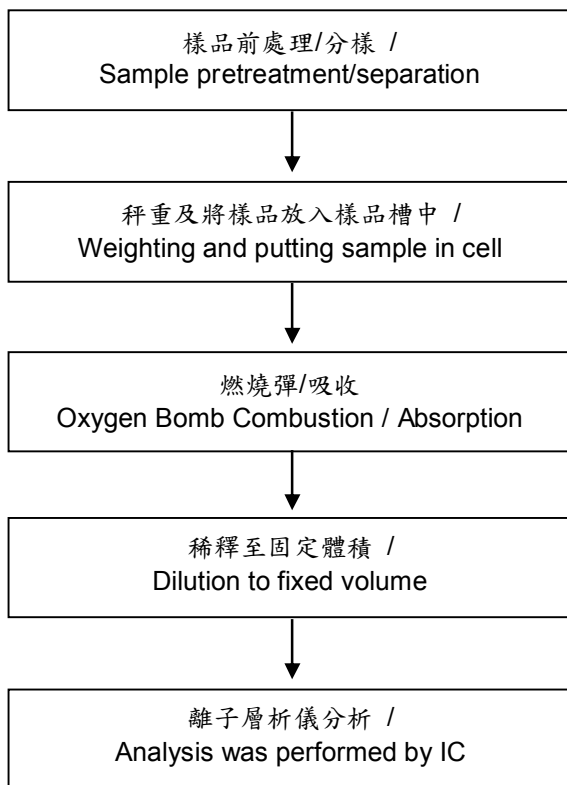 樣品前處理/分樣 /
Sample pretreatment/separation
秤重及將樣品放入樣品槽中 /
Weighting and putting sample in cell
燃燒彈/吸收
Oxygen Bomb Combustion / Absorption
稀釋至固定體積 /
Dilution to fixed volume
離子層析儀分析 /
Analysis was performed by IC